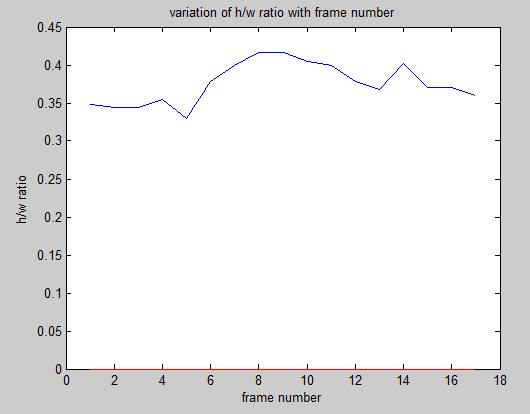 variation of h/w ratio with frame number
0.45
0.4
0.35
0.3
0.25
0.2
0.15
0.1
0.05
0
h/w ratio
0 2 4 6 8 10 12 14 16 18
frame number